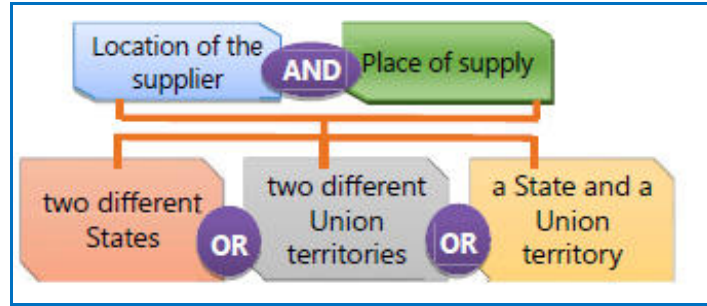 Location of the
supplier
AND
Place of supply
two different
States
OR
two different
Union
territories
OR
a State and a
Union
territory